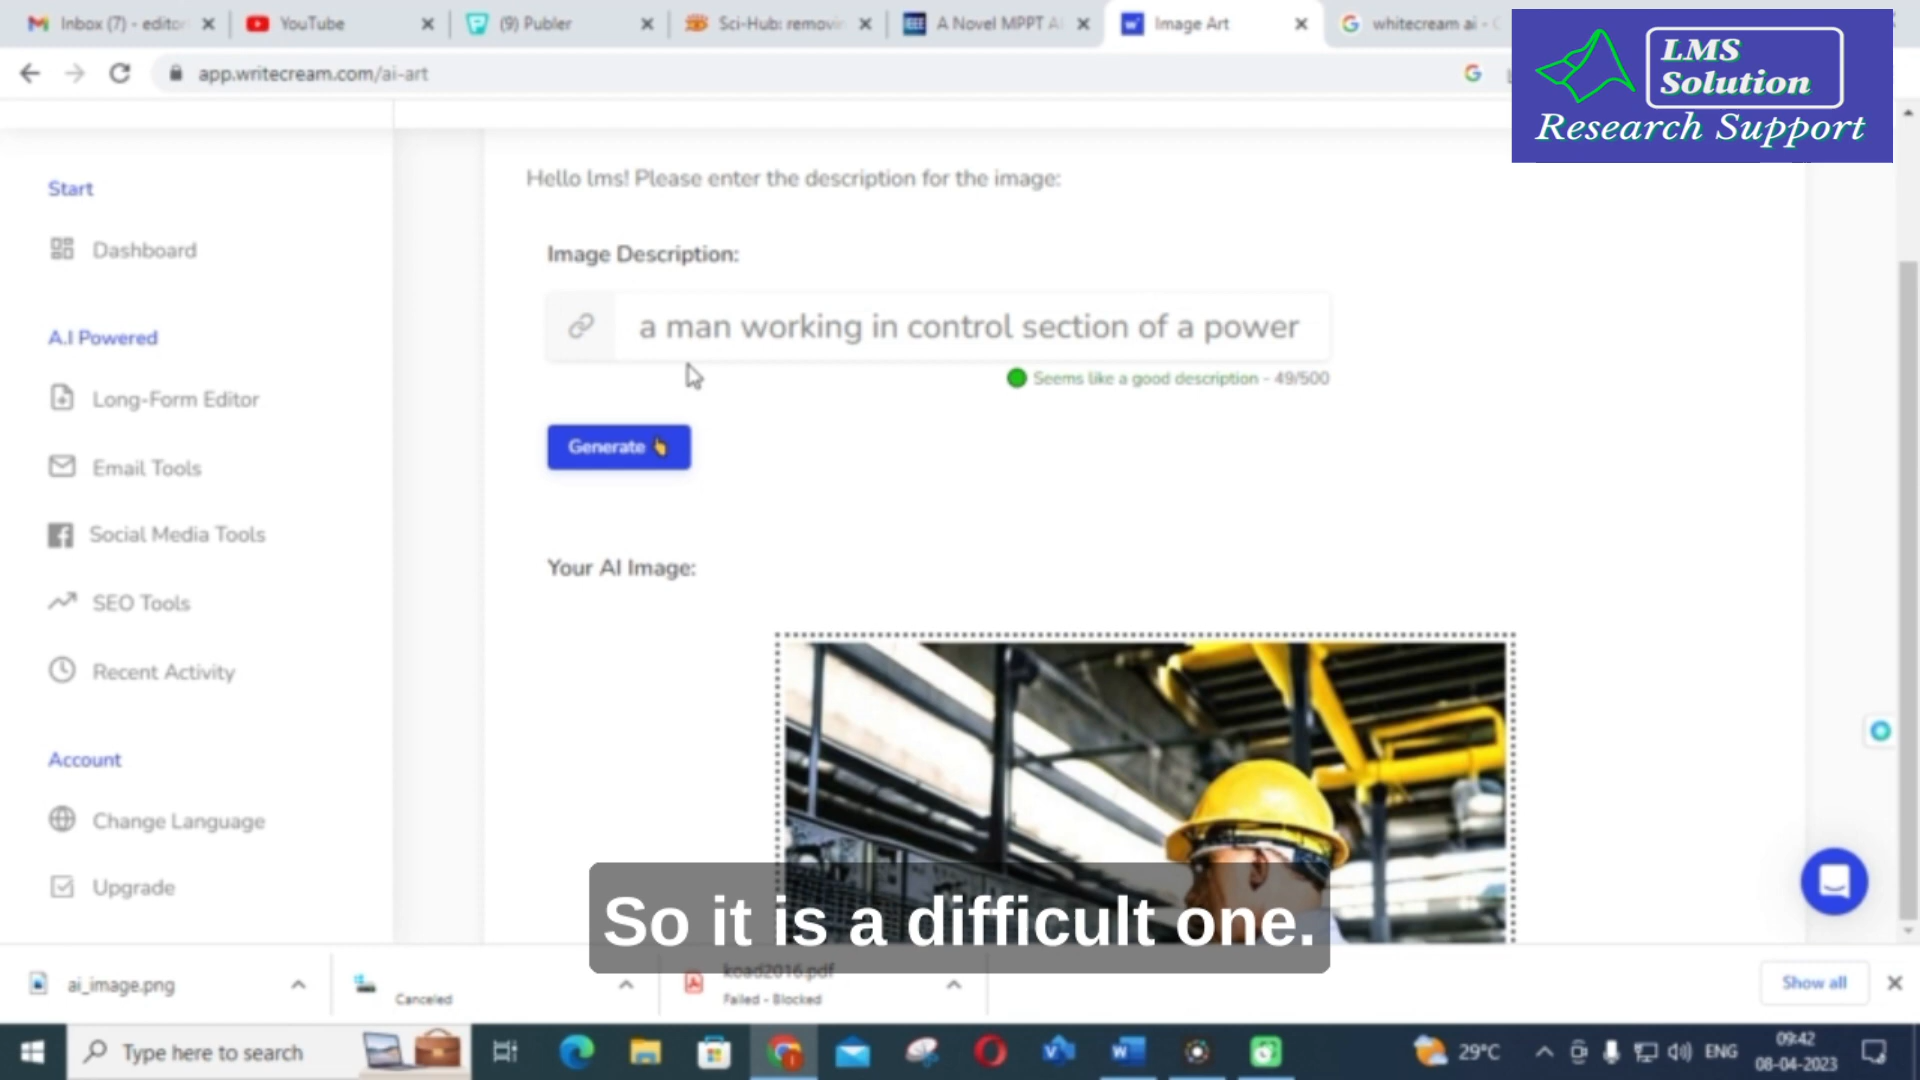 Inbox (7) - editor
YouTube
(9) Publer
Sci-Hub: removin
A Novel MPPT Al
Image Art
whitecream ai -
app.writecream.com/ai-art
LMS
Solution
Research Support
Start
Dashboard
A.I Powered
Long-Form Editor
Email Tools
Social Media Tools
SEO Tools
Recent Activity
Account
Change Language
Upgrade
Hello lms! Please enter the description for the image:
Image Description:
a man working in control section of a power
Seems like a good description - 49/500
Generate
Your AI Image:
So it is a difficult one.
ai_image.png
Canceled
koad2016.pdf
Failed - Blocked
Show all
Type here to search
29°C
ENG
09:42
08-04-2023